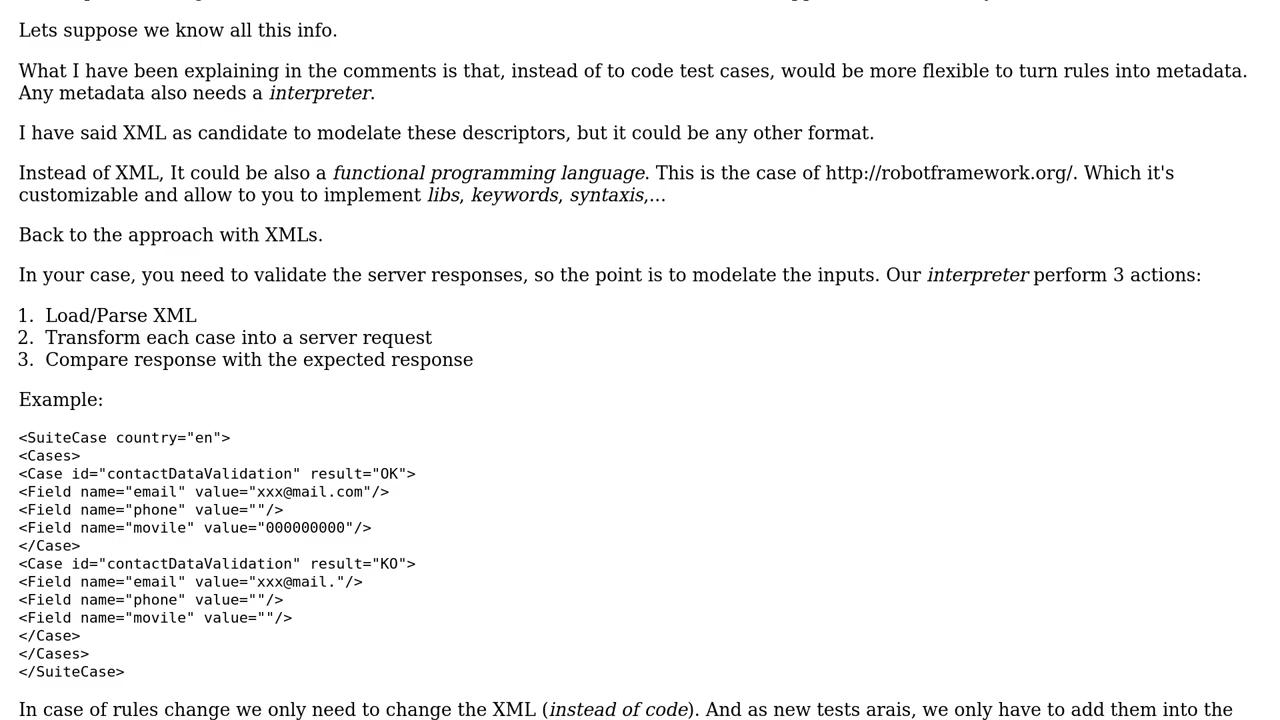 Lets suppose we know all this info.
What I have been explaining in the comments is that, instead of to code test cases, would be more flexible to turn rules into metadata.
Any metadata also needs a interpreter.
I have said XML as candidate to modelate these descriptors, but it could be any other format.
Instead of XML, It could be also a functional programming language. This is the case of http://robotframework.org/. Which it's
customizable and allow to you to implement libs, keywords, syntaxis,...
Back to the approach with XMLs.
In your case, you need to validate the server responses, so the point is to modelate the inputs. Our interpreter perform 3 actions:
1. Load/Parse XML
2. Transform each case into a server request
3. Compare response with the expected response
Example:
<SuiteCase country="en">
<Cases>
<Case id="contactDataValidation" result="OK">
<Field name="email" value="xxx@mail.com"/>
<Field name="phone" value=""/>
<Field name="movile" value="000000000"/>
</Case>
<Case id="contactDataValidation" result="KO">
<Field name="email" value="xxx@mail."/>
<Field name="phone" value=""/>
<Field name="movile" value=""/>
</Case>
</Cases>
</SuiteCase>
In case of rules change we only need to change the XML (instead of code). And as new tests arais, we only have to add them into the